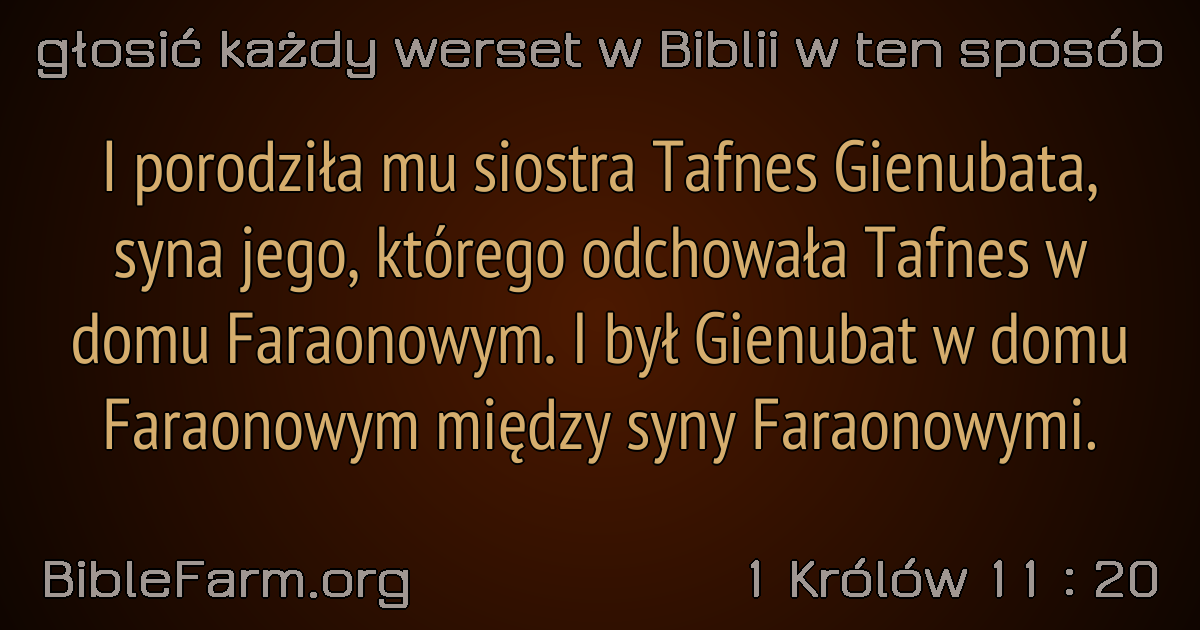 głosić każdy werset w Biblii w ten sposób
I porodziła mu siostra Tafnes Gienubata,
syna jego, którego odchowała Tafnes w
domu Faraonowym. I był Gienubat w domu
Faraonowym między syny Faraonowymi.
BibleFarm.org
1 Królów 11 : 20